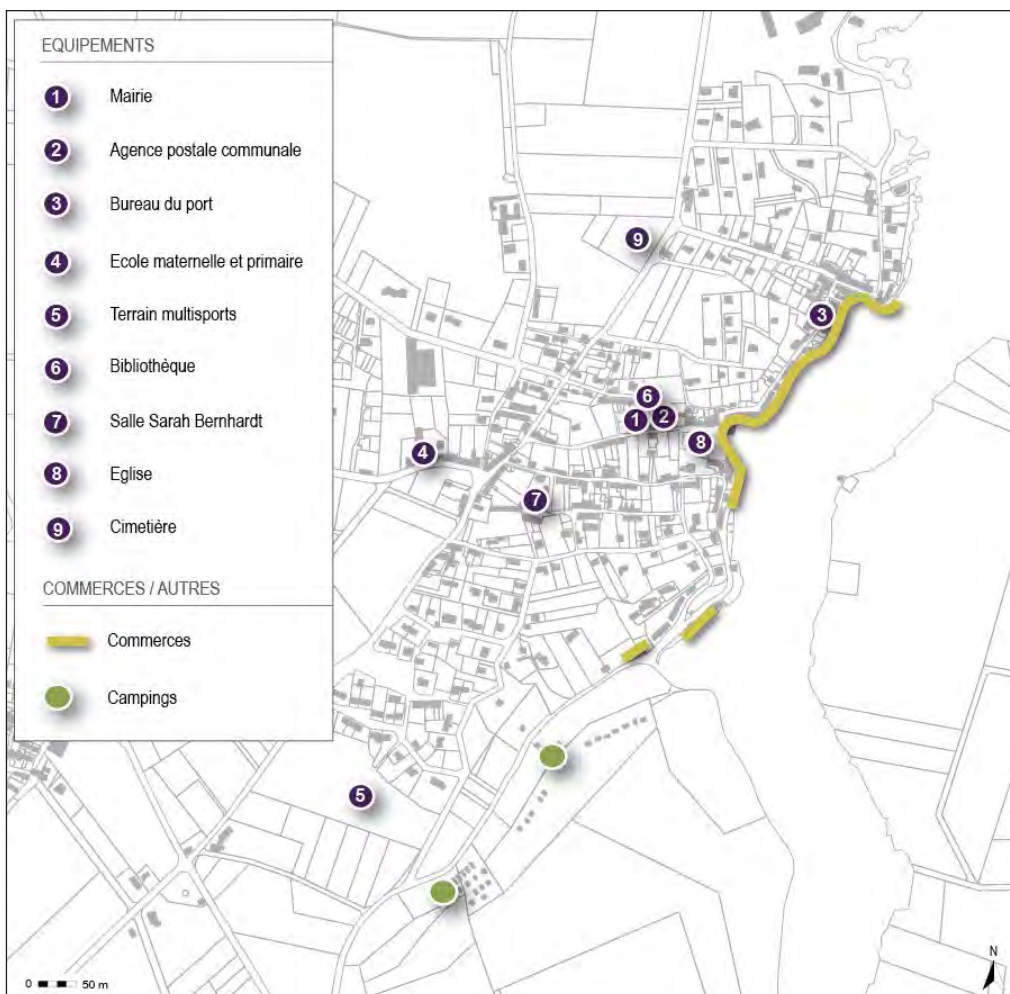 EQUIPEMENTS
1 Mairie
2 Agence postale communale
3 Bureau du port
4 Ecole maternelle et primaire
5 Terrain multisports
6 Bibliothèque
7 Salle Sarah Bernhardt
8 Eglise
9 Cimetière
COMMERCES / AUTRES
Commerces
Campings
9
3
6
1 2
8
4
7
5
0 50 m
N